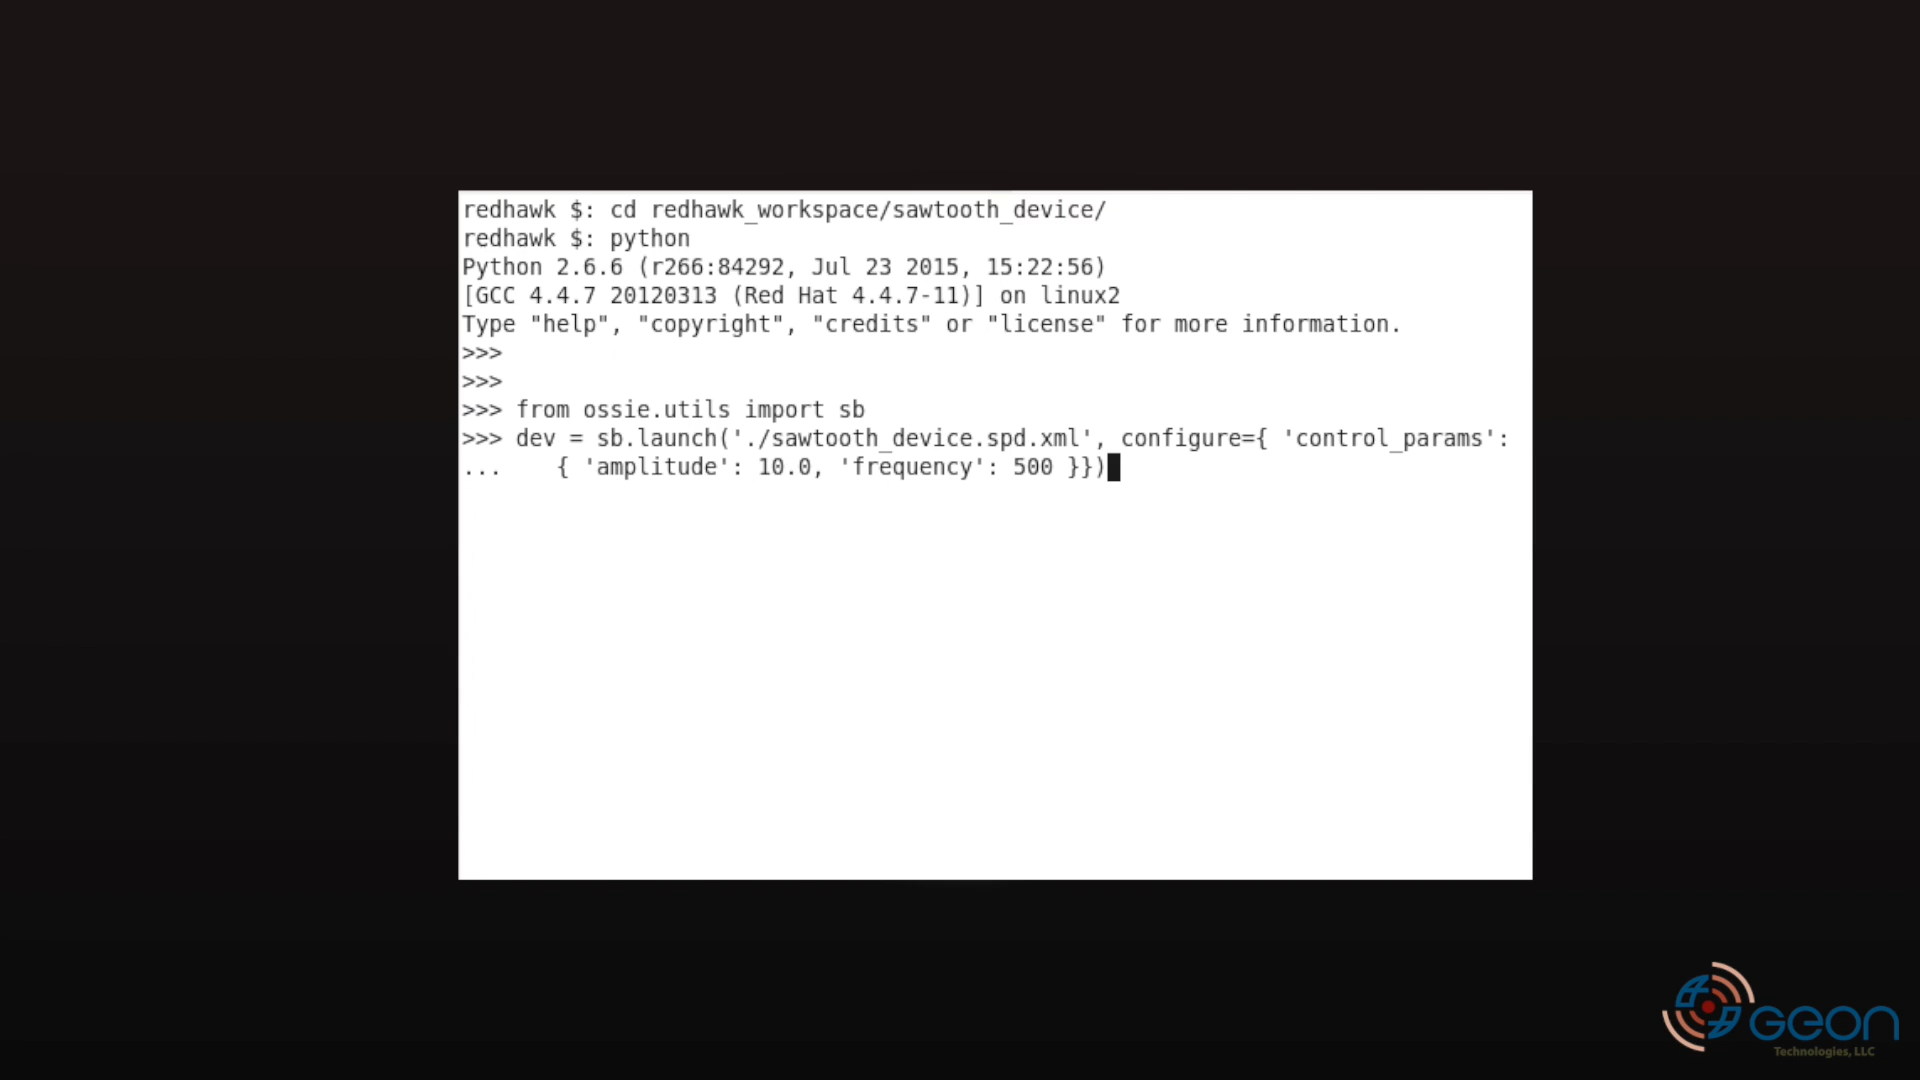 redhawk $: cd redhawk_workspace/sawtooth_device/
redhawk $: python
Python 2.6.6 (r266:84292, Jul 23 2015, 15:22:56)
[GCC 4.4.7 20120313 (Red Hat 4.4.7-11)] on linux2
Type "help", "copyright", "credits" or "license" for more information.
>>>
>>>
>>> from ossie.utils import sb
>>> dev = sb.launch('./sawtooth_device.spd.xml', configure={ 'control_params':
...    { 'amplitude': 10.0, 'frequency': 500 }})
Geon
Technologies, LLC